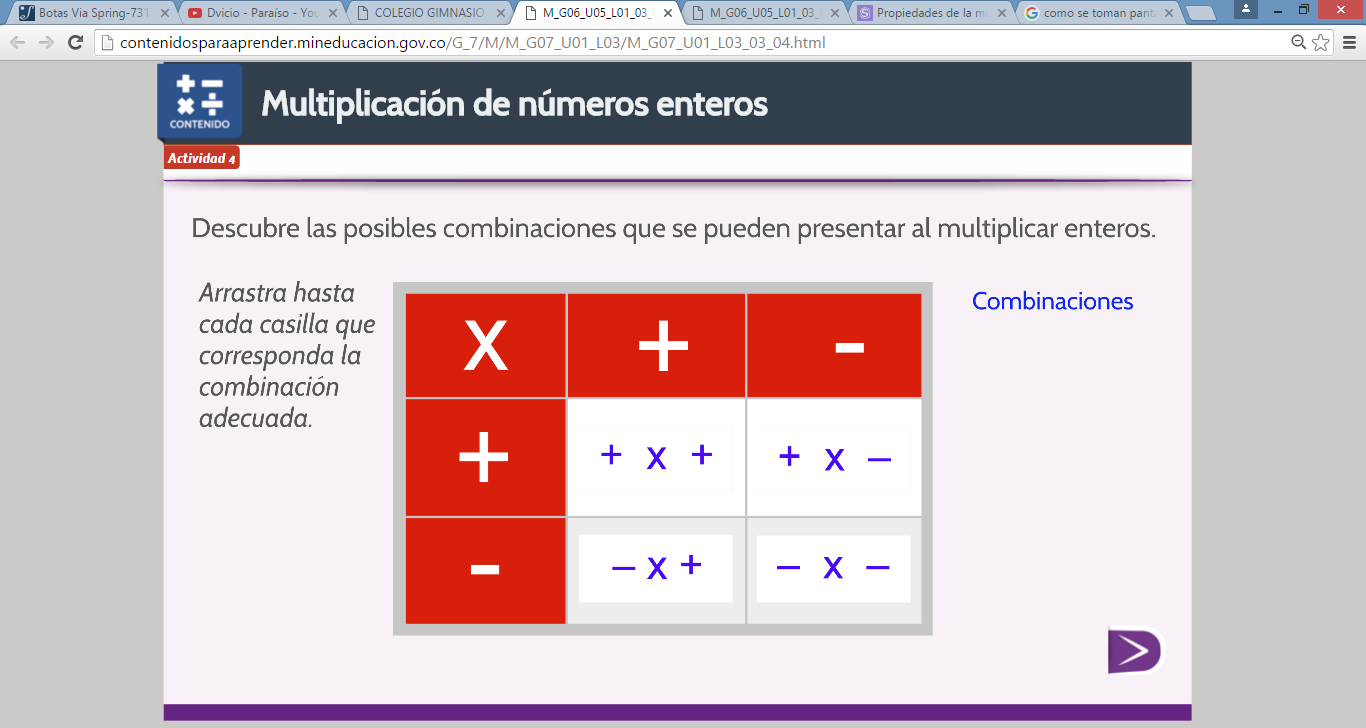 Botas Via Spring-731
Dvicio - Paraíso - You
COLEGIO GIMNASIO
M_G06_U05_L01_03_
M_G06_U05_L01_03_
Propiedades de la m
como se toman pant
contenidosparaaprender.mineducacion.gov.co/G_7/M/M_G07_U01_L03/M_G07_U01_L03_03_04.html
CONTENIDO
Multiplicación de números enteros
Actividad 4
Descubre las posibles combinaciones que se pueden presentar al multiplicar enteros.
Arrastra hasta
cada casilla que
corresponda la
combinación
adecuada.
X + -
+ + x + + x –
- – x + – x –
Combinaciones